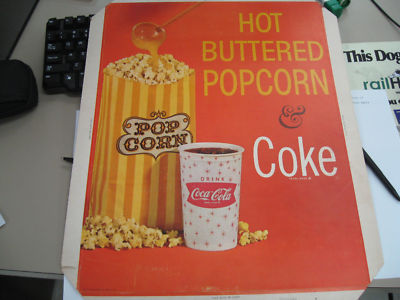 HOT
BUTTERED
POPCORN
&
Coke
POP
CORN
DRINK
Coca-Cola
This Dog
rail